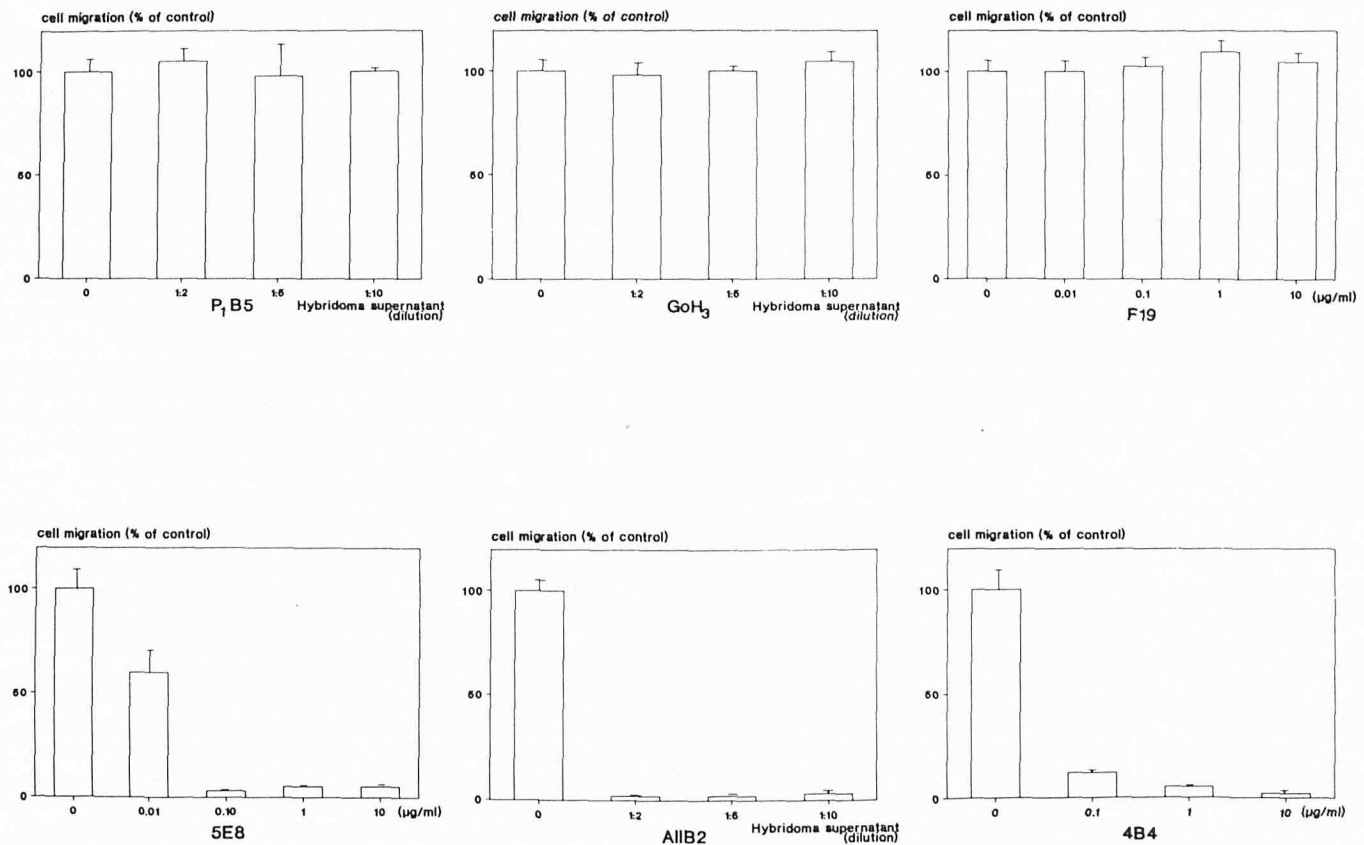 cell migration (% of control)
100
50
0
0 1:2 1:6 1:10
P₁B5
Hybridoma supernatant
(dilution)
cell migration (% of control)
100
50
0
0 1:2 1:6 1:10
GoH₃
Hybridoma supernatant
(dilution)
cell migration (% of control)
100
50
0
0 0.01 0.1 1 10 (µg/ml)
F19
cell migration (% of control)
100
50
0
0 0.01 0.10 1 10 (µg/ml)
5E8
cell migration (% of control)
100
50
0
0 1:2 1:6 1:10
AIIB2
Hybridoma supernatant
(dilution)
cell migration (% of control)
100
50
0
0 0.1 1 10 (µg/ml)
4B4